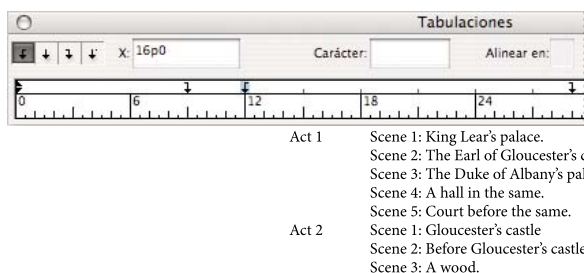 Tabulaciones
X: 16p0 Carácter: Alinear en:
0 6 12 18 24
Act 1 Scene 1: King Lear's palace.
Scene 2: The Earl of Gloucester's
Scene 3: The Duke of Albany's
Scene 4: A hall in the same.
Scene 5: Court before the same.
Act 2 Scene 1: Gloucester's castle
Scene 2: Before Gloucester's castle
Scene 3: A wood.